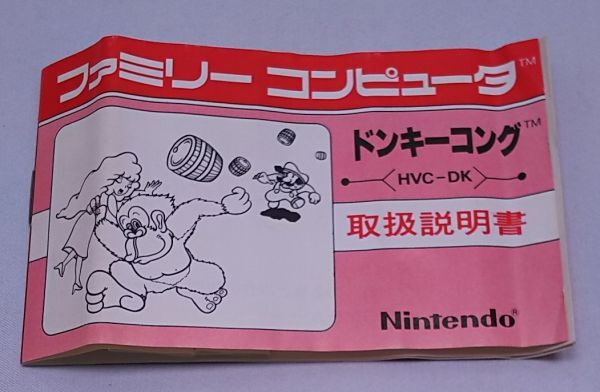 ファミリー コンピュータ™
ドンキーコング™
HVC-DK
取扱説明書
Nintendo®